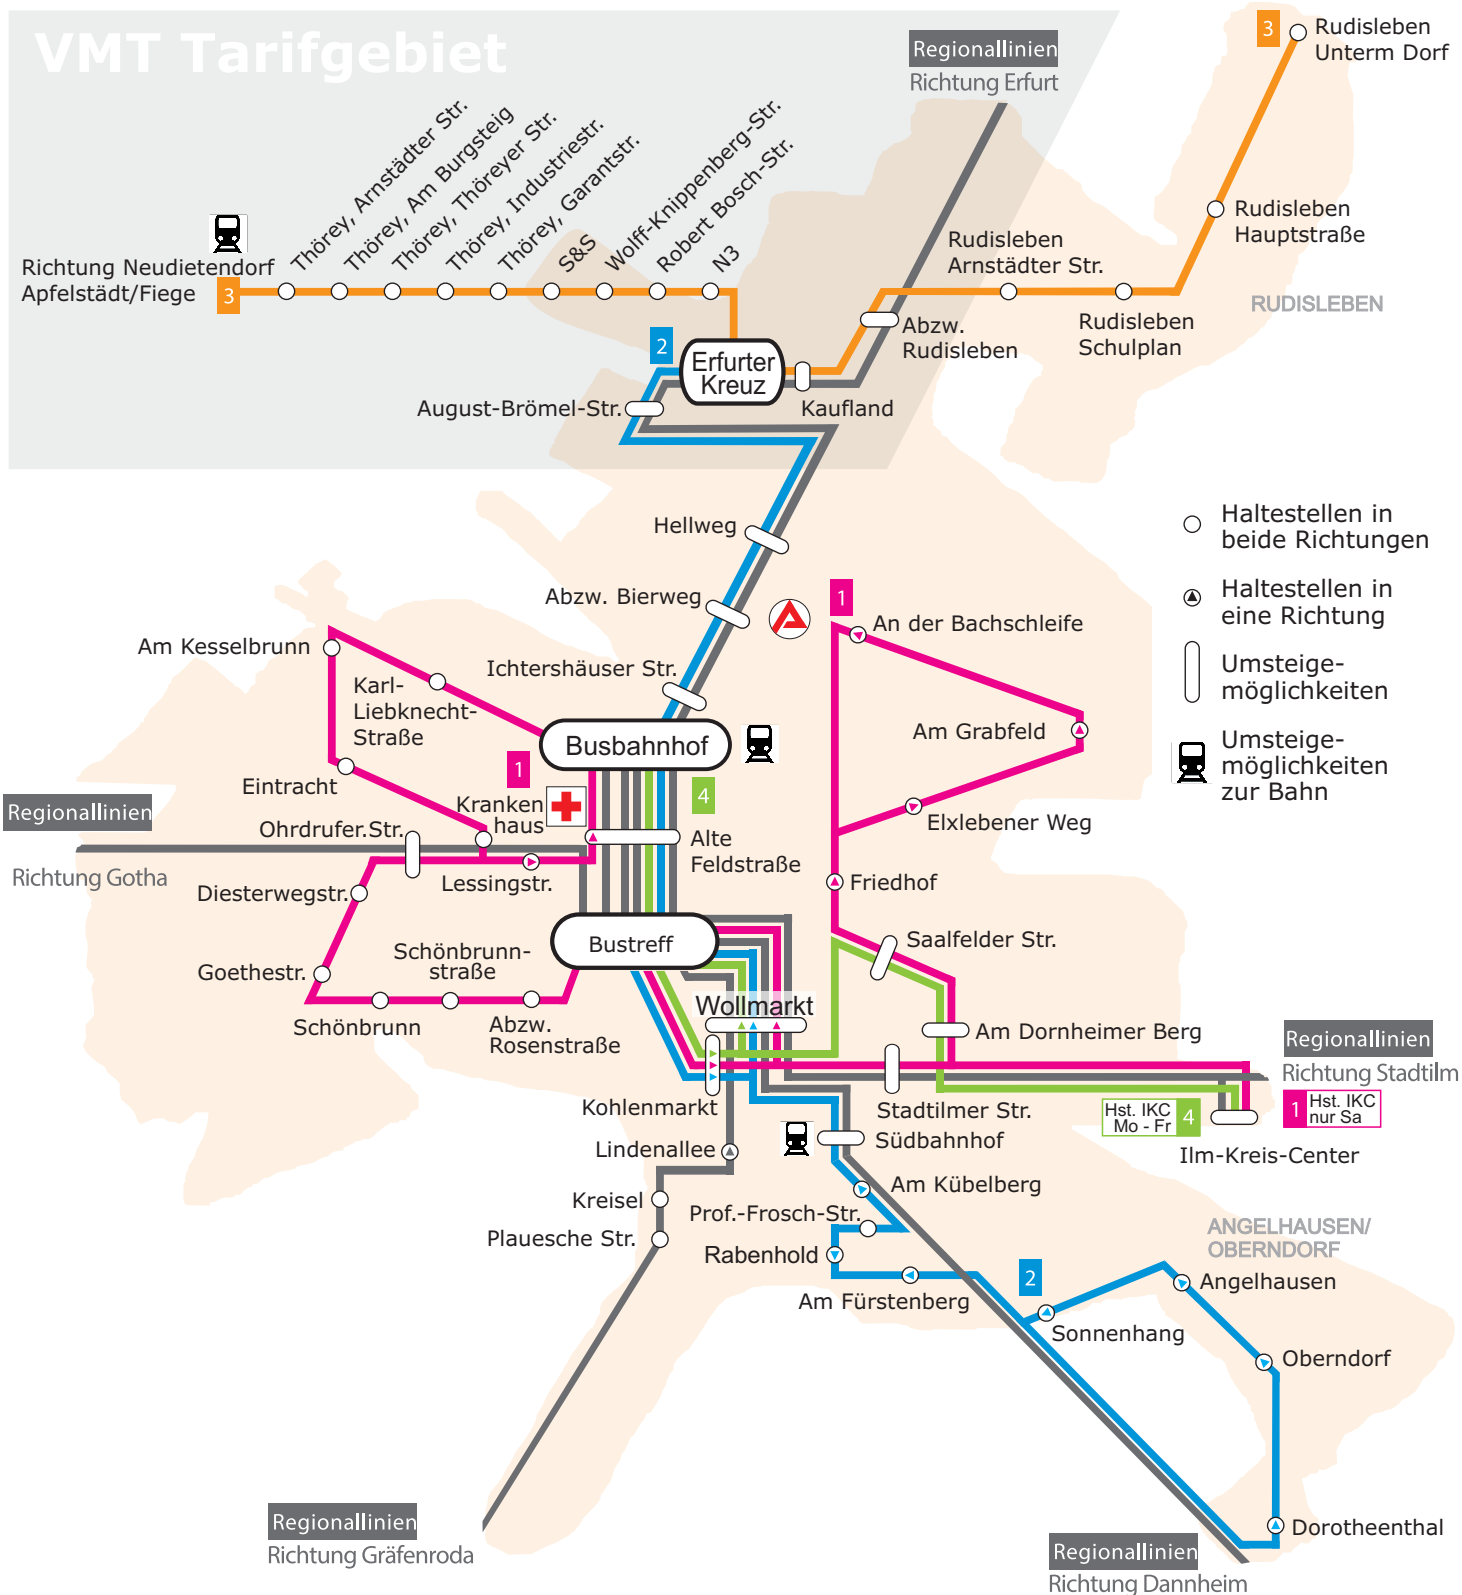 VMT Tarifgebiet
Regionallinien
Richtung Erfurt
3
Rudisleben
Unterm Dorf
Thörey, Arnstädter Str.
Thörey, Am Burgsteig
Thörey, Thöreyer Str.
Thörey, Industriestr.
Thörey, Garantstr.
S&S
Wolff-Knippenberg-Str.
Robert Bosch-Str.
N3
Rudisleben
Hauptstraße
Rudisleben
Arnstädter Str.
Richtung Neudietendorf
Apfelstädt/Fiege
3
RUDISLEBEN
Abzw.
Rudisleben
Rudisleben
Schulplan
2
Erfurter
Kreuz
August-Brömel-Str.
Kaufland
Hellweg
Haltestellen in
beide Richtungen
Haltestellen in
eine Richtung
Umsteige-
möglichkeiten
Umsteige-
möglichkeiten
zur Bahn
Abzw. Bierweg
1
An der Bachschleife
Am Kesselbrunn
Ichtershäuser Str.
Karl-
Liebknecht-
Straße
Busbahnhof
Am Grabfeld
1
4
Eintracht
Kranken
haus
Regionallinien
Ohrdrufer.Str.
Alte
Feldstraße
Elxlebener Weg
Richtung Gotha
Diesterwegstr.
Lessingstr.
Friedhof
Bustreff
Saalfelder Str.
Schönbrunn-
straße
Goethestr.
Schönbrunn
Abzw.
Rosenstraße
Wollmarkt
Am Dornheimer Berg
Regionallinien
Richtung Stadtilm
Kohlenmarkt
Stadtilmer Str.
Hst. IKC
Mo - Fr
4
1
Hst. IKC
nur Sa
Lindenallee
Südbahnhof
Ilm-Kreis-Center
Kreisel
Am Kübelberg
Prof.-Frosch-Str.
Plauesche Str.
Rabenhold
ANGELHAUSEN/
OBERNDORF
2
Angelhausen
Am Fürstenberg
Sonnenhang
Oberndorf
Dorotheenthal
Regionallinien
Richtung Gräfenroda
Regionallinien
Richtung Dannheim